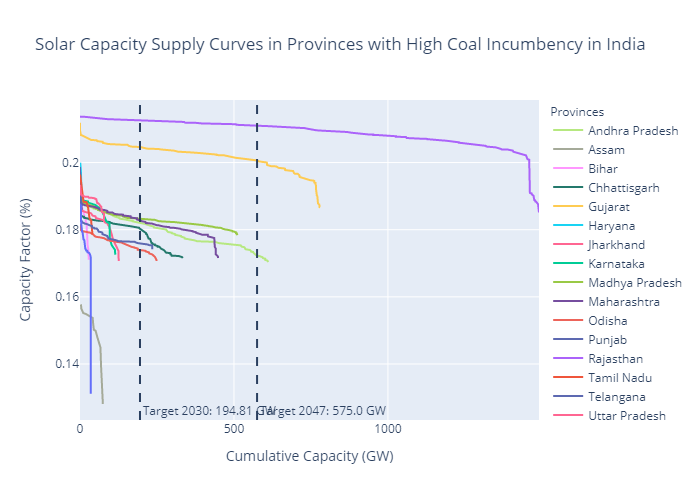 Solar Capacity Supply Curves in Provinces with High Coal Incumbency in India
Capacity Factor (%)
0.2
0.18
0.16
0.14
0
500
1000
Cumulative Capacity (GW)
Target 2030: 194.81 GW
Target 2047: 575.0 GW
Provinces
Andhra Pradesh
Assam
Bihar
Chhattisgarh
Gujarat
Haryana
Jharkhand
Karnataka
Madhya Pradesh
Maharashtra
Odisha
Punjab
Rajasthan
Tamil Nadu
Telangana
Uttar Pradesh